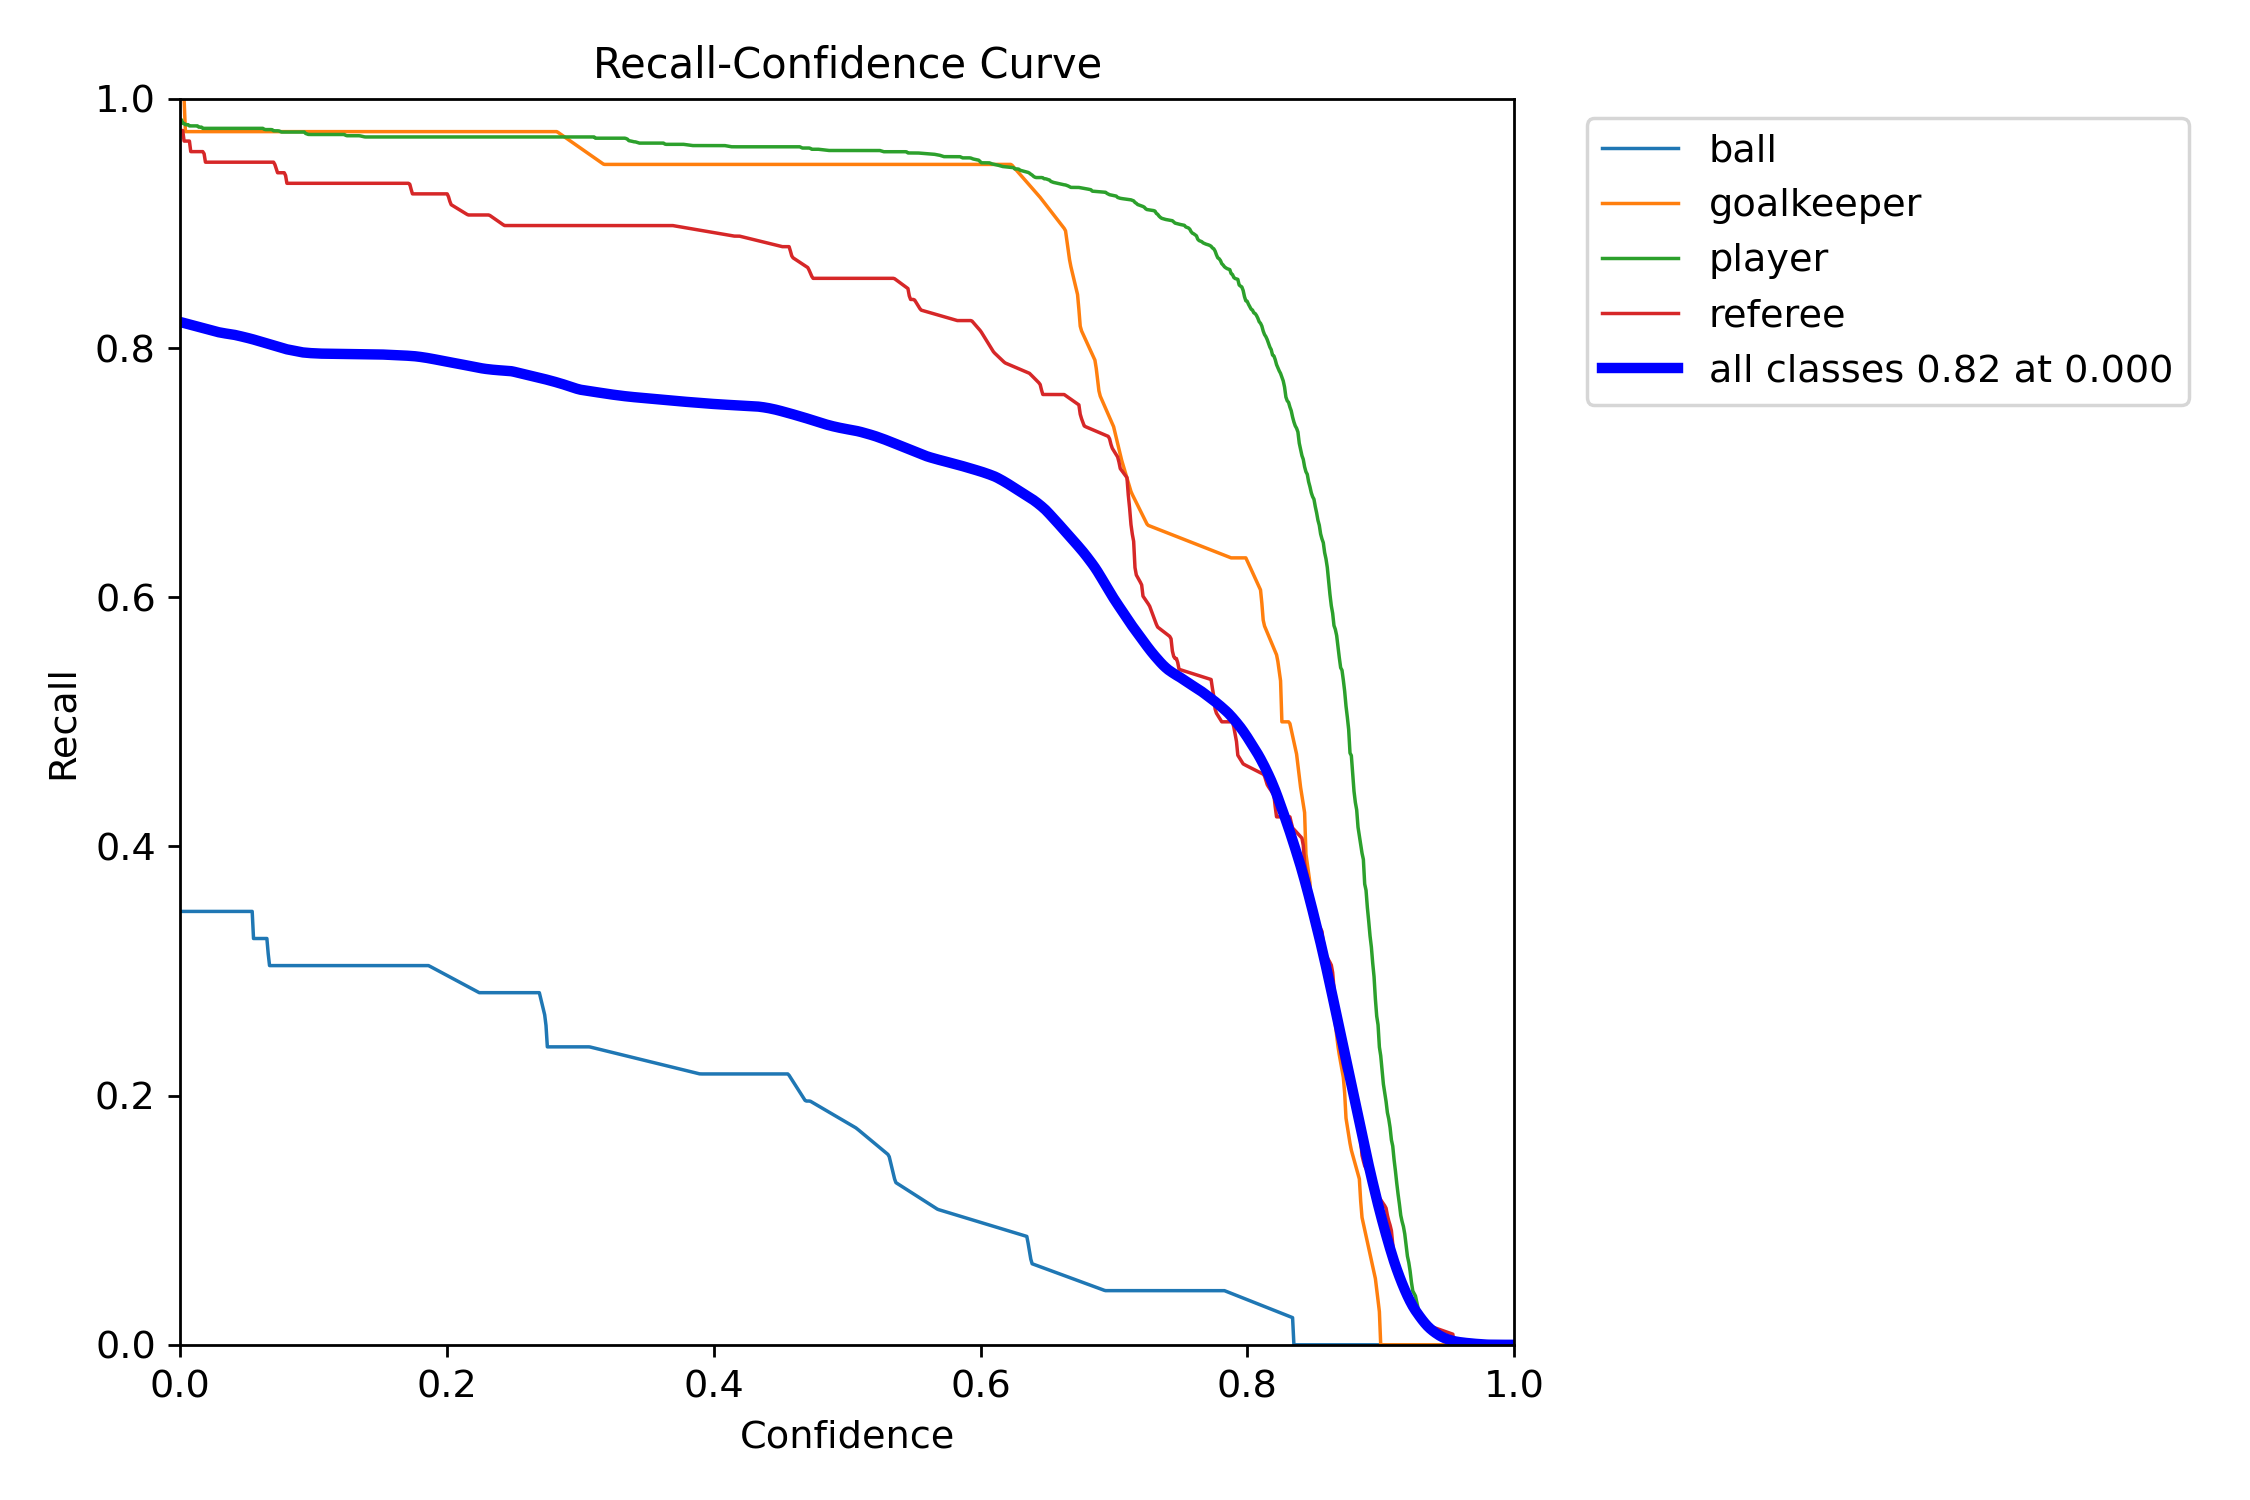 Recall-Confidence Curve
1.0
0.8
0.6
0.4
0.2
0.0
Recall
0.0 0.2 0.4 0.6 0.8 1.0
Confidence
ball
goalkeeper
player
referee
all classes 0.82 at 0.000